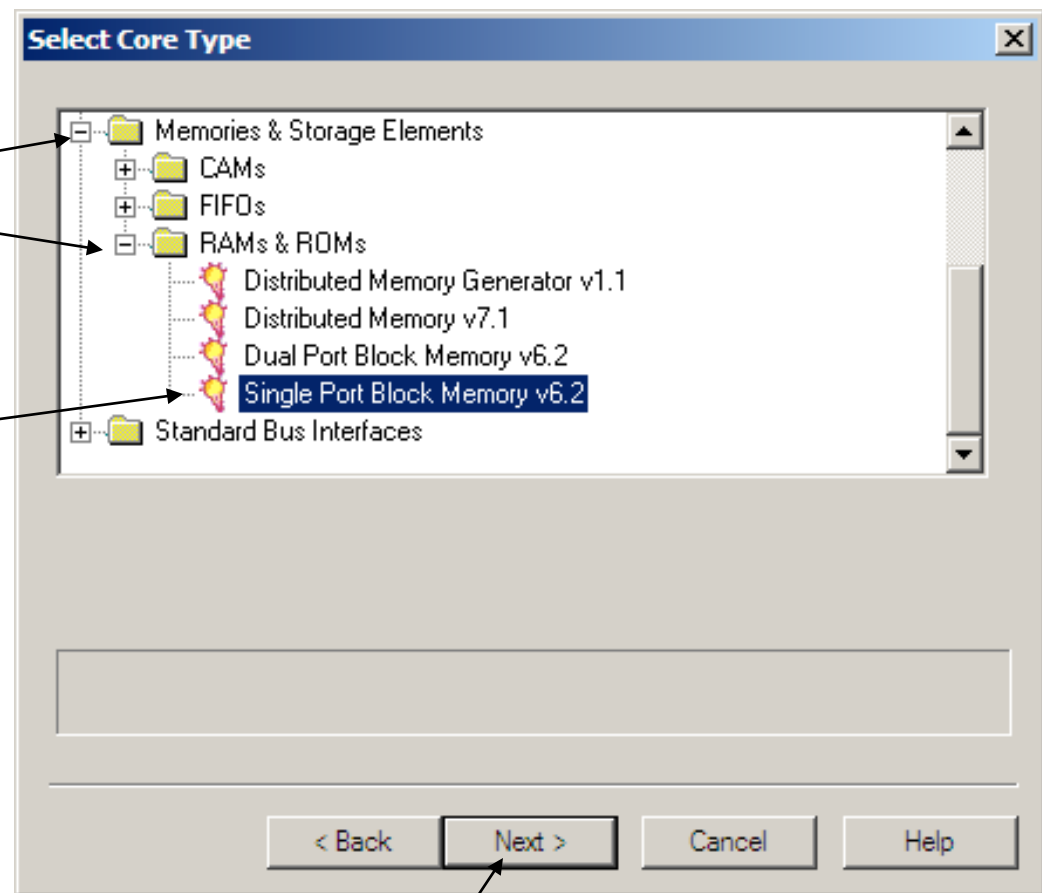 Select Core Type
Memories & Storage Elements
CAMs
FIFOs
RAMs & ROMs
Distributed Memory Generator v1.1
Distributed Memory v7.1
Dual Port Block Memory v6.2
Single Port Block Memory v6.2
Standard Bus Interfaces
< Back Next > Cancel Help